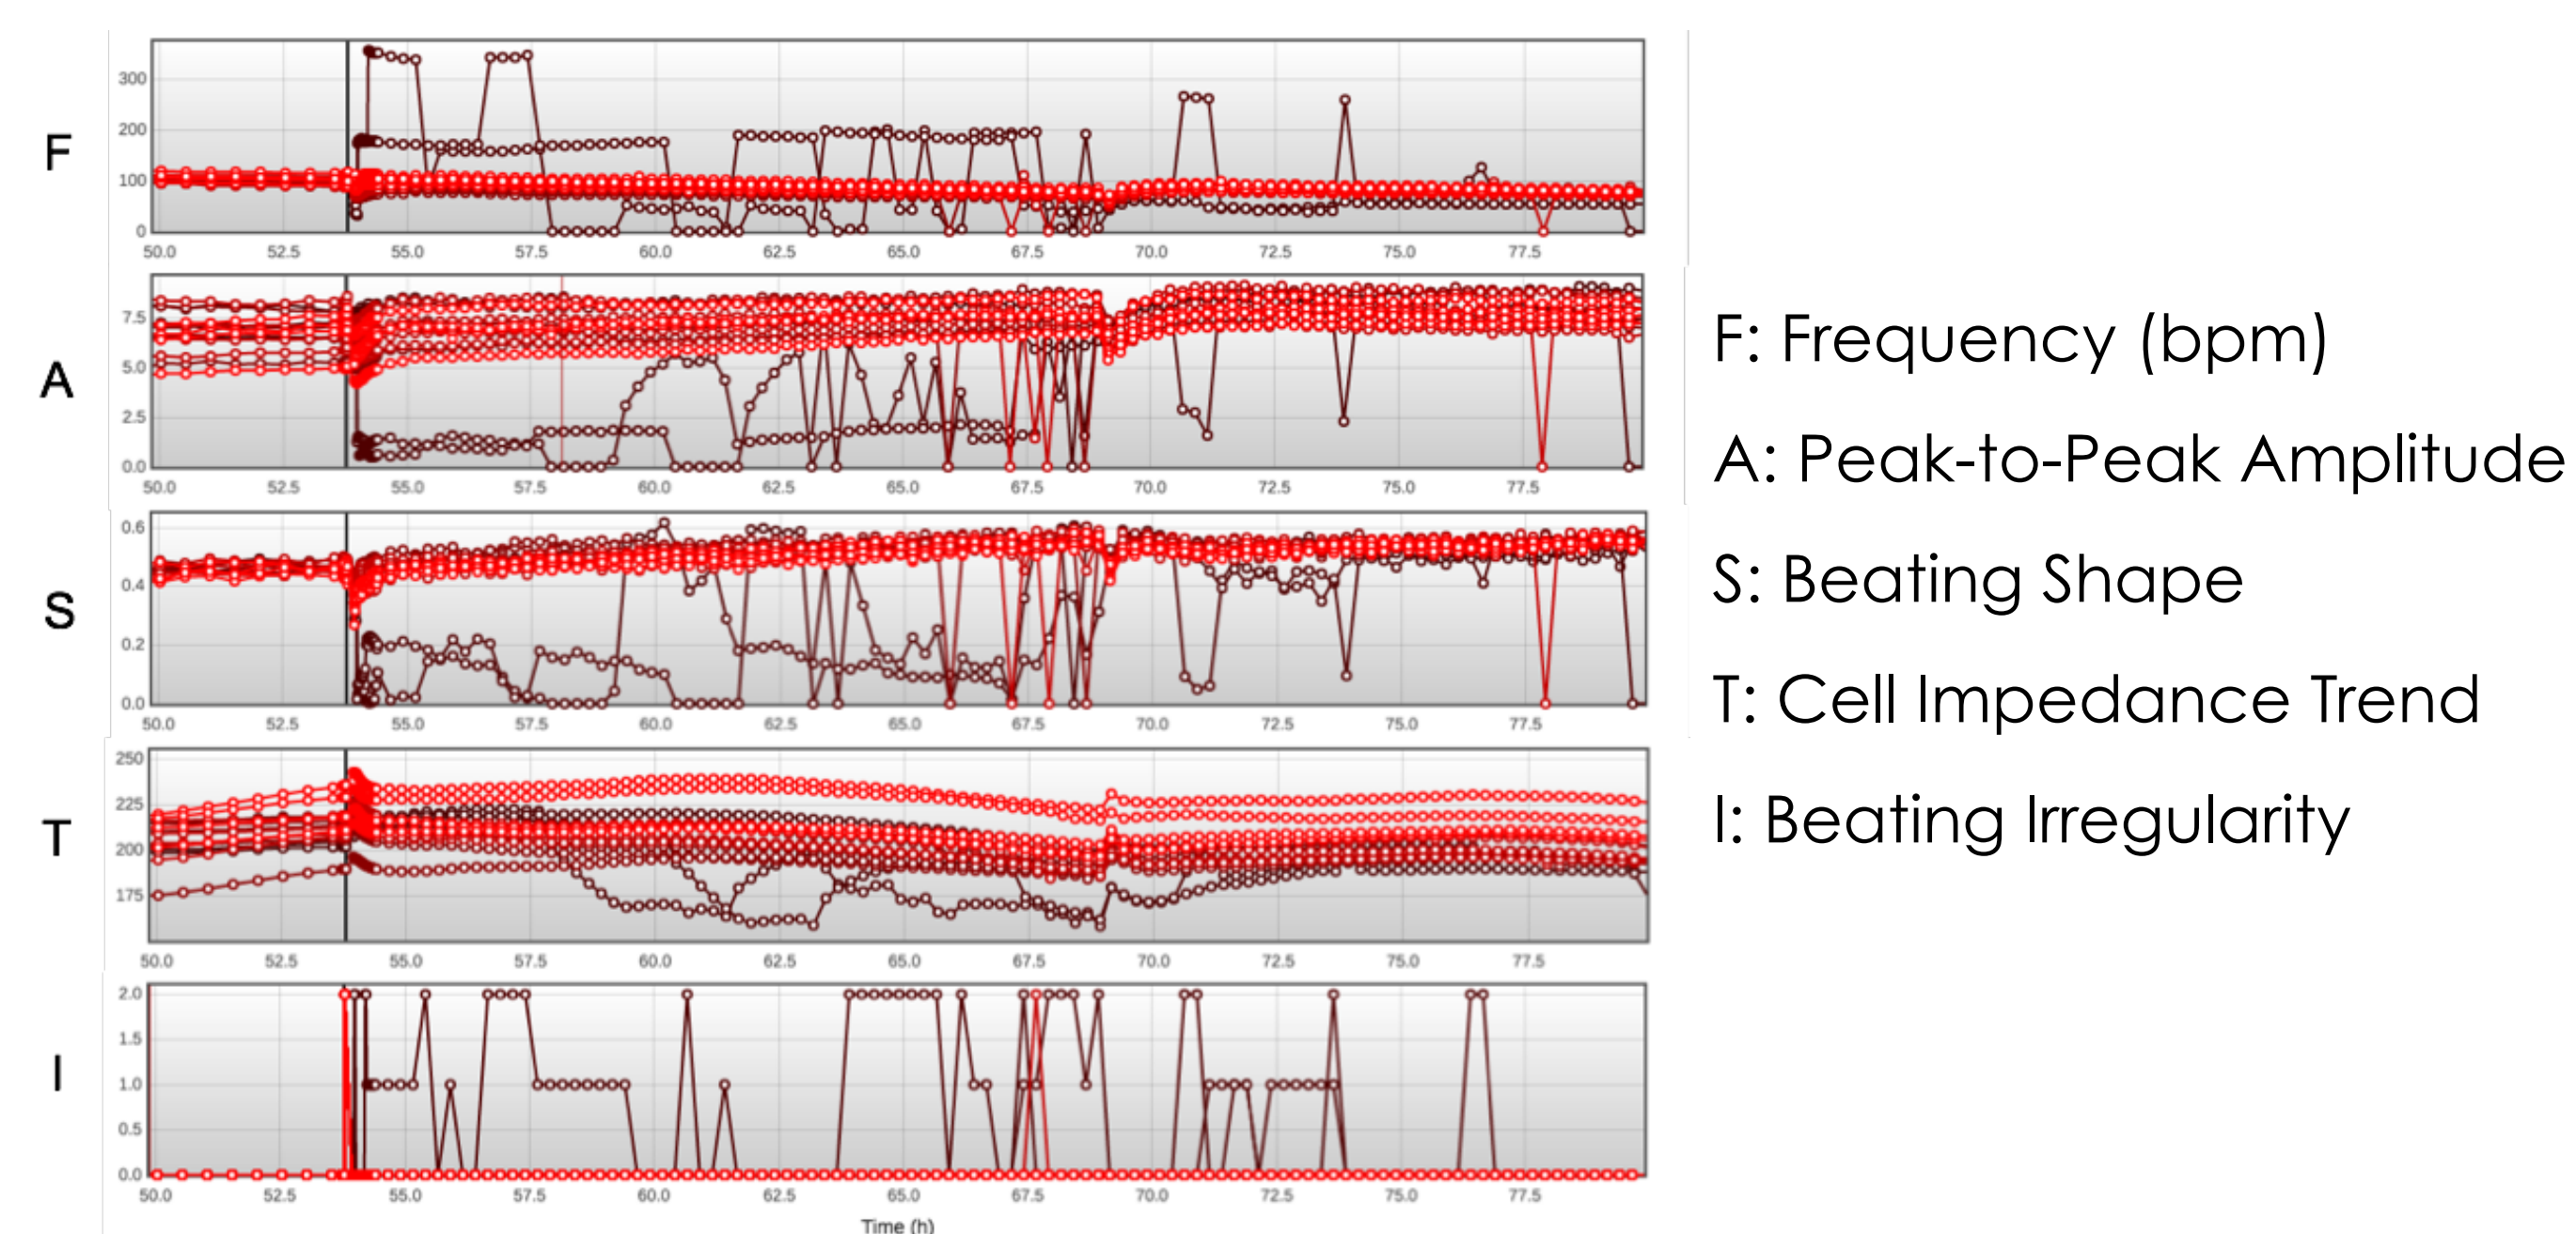 F
300
200
100
0
50.0 52.5 55.0 57.5 60.0 62.5 65.0 67.5 70.0 72.5 75.0 77.5
A
7.5
5.0
2.5
0.0
50.0 52.5 55.0 57.5 60.0 62.5 65.0 67.5 70.0 72.5 75.0 77.5
S
0.6
0.4
0.2
0.0
50.0 52.5 55.0 57.5 60.0 62.5 65.0 67.5 70.0 72.5 75.0 77.5
T
250
225
200
175
50.0 52.5 55.0 57.5 60.0 62.5 65.0 67.5 70.0 72.5 75.0 77.5
I
2.0
1.5
1.0
0.5
0.0
50.0 52.5 55.0 57.5 60.0 62.5 65.0 67.5 70.0 72.5 75.0 77.5
Time (h)
F: Frequency (bpm)
A: Peak-to-Peak Amplitude
S: Beating Shape
T: Cell Impedance Trend
I: Beating Irregularity